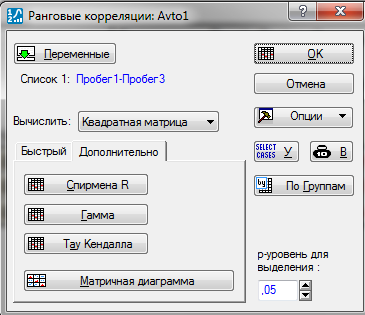 Ранговые корреляции: Avto1
Переменные
OK
Список 1: Пробег1-Пробег3
Отмена
Вычислить: Квадратная матрица
Опции
Быстрый Дополнительно
SELECT CASES У В
Спирмена R
by По Группам
Гамма
Тау Кендалла
p-уровень для
выделения :
Матричная диаграмма
,05